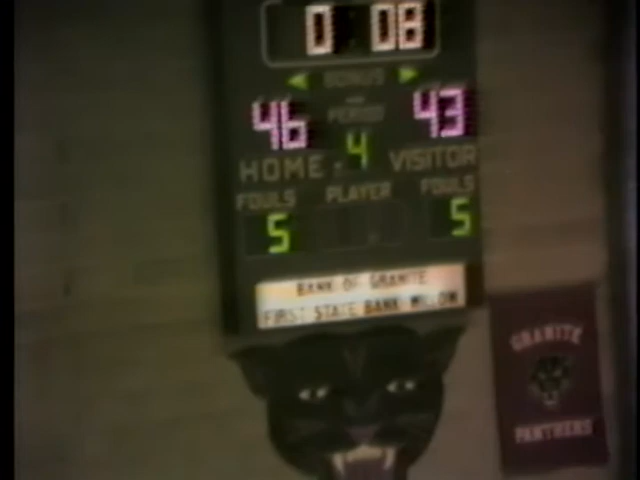 0 08
BONUS
46 PERIOD 43
HOME 4 VISITOR
FOULS PLAYER FOULS
5 5
BANK OF GRANITE
FIRST STATE BANK
GRANITE
PANTHERS